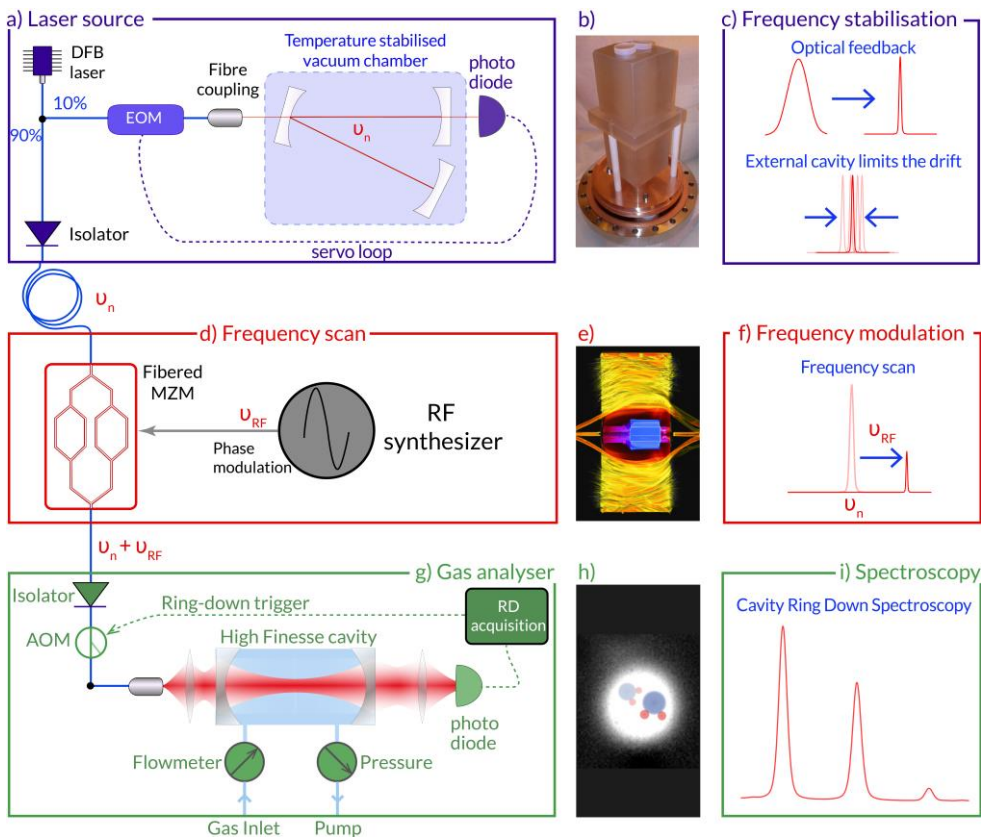 a) Laser source
DFB
laser
10%
90%
EOM
Fibre
coupling
Temperature stabilised
vacuum chamber
υn
photo
diode
servo loop
Isolator
υn
b)
c) Frequency stabilisation
Optical feedback
External cavity limits the drift
d) Frequency scan
Fibered
MZM
υRF
Phase
modulation
RF
synthesizer
e)
f) Frequency modulation
Frequency scan
υRF
υn
υn + υRF
g) Gas analyser
Isolator
Ring-down trigger
AOM
RD
acquisition
High Finesse cavity
photo
diode
Flowmeter
Pressure
Gas Inlet
Pump
h)
i) Spectroscopy
Cavity Ring Down Spectroscopy